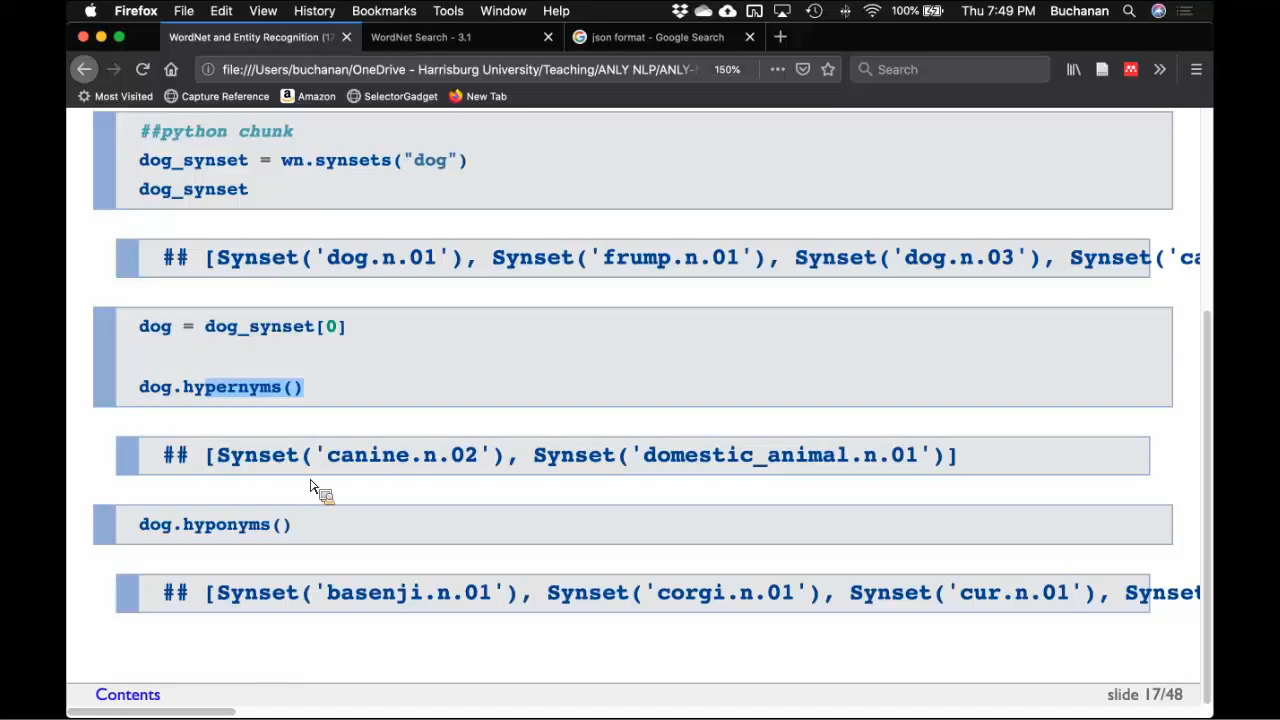 Firefox File Edit View History Bookmarks Tools Window Help 100% Thu 7:49 PM Buchanan
WordNet and Entity Recognition (17 WordNet Search - 3.1 json format - Google Search
file:///Users/buchanan/OneDrive - Harrisburg University/Teaching/ANLY NLP/ANLY- 150% Search
Most Visited Capture Reference Amazon SelectorGadget New Tab
##python chunk
dog_synset = wn.synsets("dog")
dog_synset
## [Synset('dog.n.01'), Synset('frump.n.01'), Synset('dog.n.03'), Synset('ca
dog = dog_synset[0]
dog.hypernyms()
## [Synset('canine.n.02'), Synset('domestic_animal.n.01')]
dog.hyponyms()
## [Synset('basenji.n.01'), Synset('corgi.n.01'), Synset('cur.n.01'), Synset
Contents slide 17/48